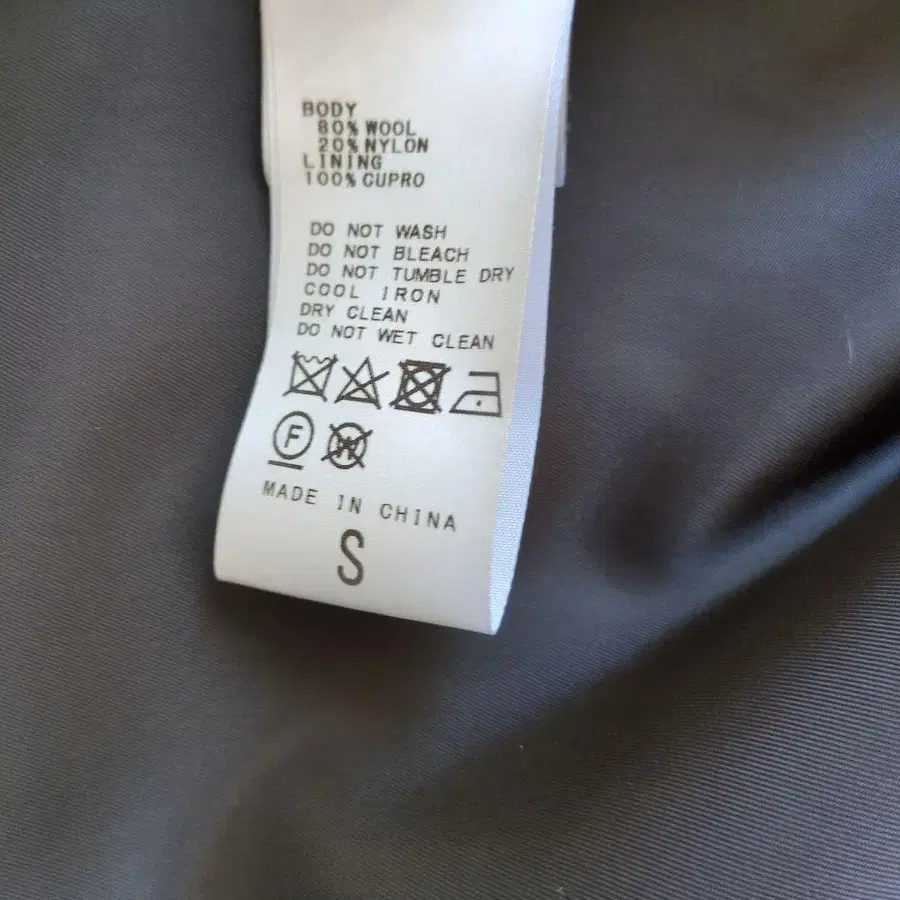 BODY
80% WOOL
20% NYLON
LINING
100% CUPRO
DO NOT WASH
DO NOT BLEACH
DO NOT TUMBLE DRY
COOL IRON
DRY CLEAN
DO NOT WET CLEAN
F W
MADE IN CHINA
S